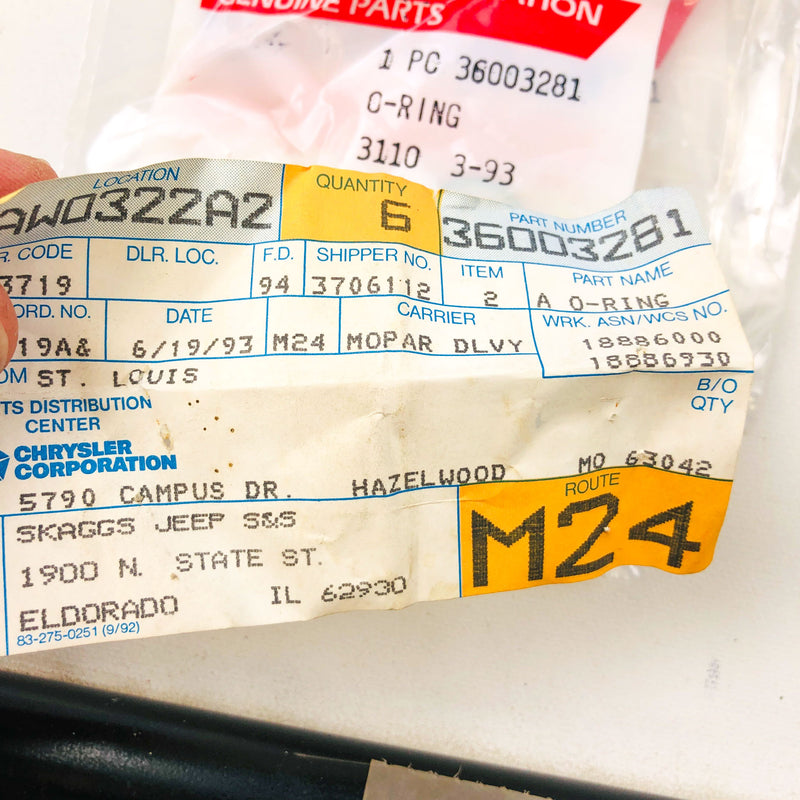 GENUINE PARTS
1 PC 36003281
O-RING
3110 3-93
LOCATION QUANTITY PART NUMBER
AWO322A2 6 36003281
R. CODE DLR. LOC. F.D. SHIPPER NO. ITEM PART NAME
3719 94 3706112 2 A O-RING
ORD. NO. DATE CARRIER WRK. ASN/WCS NO.
19A& 6/19/93 M24 MOPAR DLVY 18886000
18886930
OM ST. LOUIS B/O
QTY
TS DISTRIBUTION
CENTER
CHRYSLER
CORPORATION
5790 CAMPUS DR. HAZELWOOD MO 63042
ROUTE
M24
SKAGGS JEEP S&S
1900 N. STATE ST.
ELDORADO IL 62930
83-275-0251 (9/92)